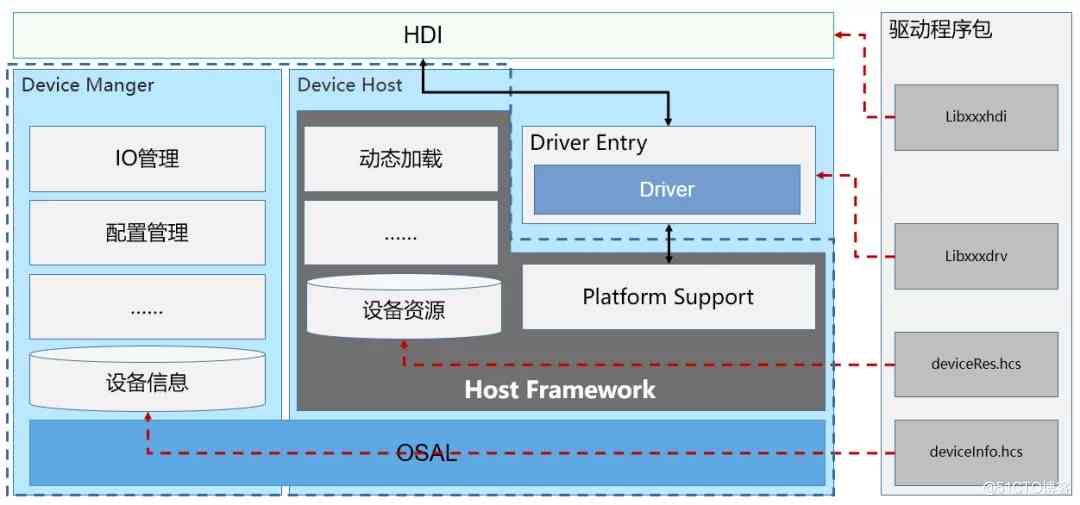 HDI
Device Manger
IO管理
配置管理
......
设备信息
Device Host
动态加载
......
设备资源
Driver Entry
Driver
Platform Support
Host Framework
OSAL
驱动程序包
Libxxxhdi
Libxxxdrv
deviceRes.hcs
deviceInfo.hcs
@51CTO博客